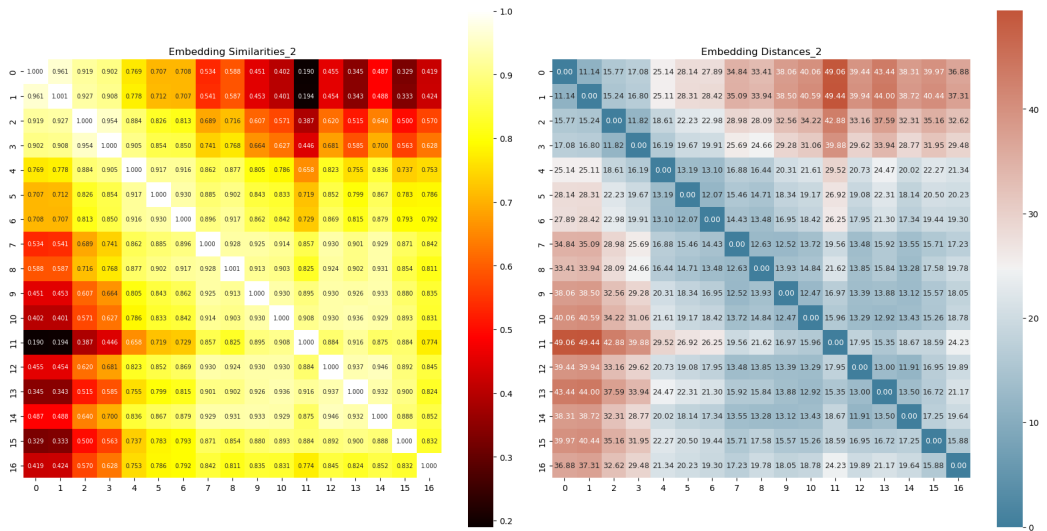 Embedding Similarities_2
0 1.000 0.961 0.919 0.902 0.769 0.707 0.708 0.534 0.588 0.451 0.402 0.190 0.455 0.345 0.487 0.329 0.419
1 0.961 1.000 0.927 0.908 0.778 0.712 0.707 0.541 0.587 0.453 0.401 0.194 0.454 0.343 0.488 0.333 0.424
2 0.919 0.927 1.000 0.954 0.884 0.826 0.813 0.689 0.716 0.607 0.571 0.387 0.620 0.515 0.640 0.500 0.570
3 0.902 0.908 0.954 1.000 0.905 0.854 0.850 0.741 0.768 0.664 0.627 0.446 0.681 0.585 0.700 0.563 0.628
4 0.769 0.778 0.884 0.905 1.000 0.917 0.916 0.862 0.877 0.805 0.786 0.658 0.823 0.755 0.836 0.737 0.753
5 0.707 0.712 0.826 0.854 0.917 1.000 0.930 0.885 0.902 0.843 0.833 0.719 0.852 0.799 0.867 0.783 0.786
6 0.708 0.707 0.813 0.850 0.916 0.930 1.000 0.896 0.917 0.862 0.842 0.729 0.869 0.815 0.879 0.793 0.792
7 0.534 0.541 0.689 0.741 0.862 0.885 0.896 1.000 0.928 0.925 0.914 0.857 0.930 0.901 0.929 0.871 0.842
8 0.588 0.587 0.716 0.768 0.877 0.902 0.917 0.928 1.001 0.913 0.903 0.825 0.924 0.902 0.931 0.854 0.811
9 0.451 0.453 0.607 0.664 0.805 0.843 0.862 0.925 0.913 1.000 0.930 0.895 0.930 0.926 0.933 0.880 0.835
10 0.402 0.401 0.571 0.627 0.786 0.833 0.842 0.914 0.903 0.930 1.000 0.908 0.930 0.934 0.929 0.893 0.831
11 0.190 0.194 0.387 0.446 0.658 0.719 0.729 0.857 0.825 0.895 0.908 1.000 0.884 0.916 0.875 0.884 0.774
12 0.455 0.454 0.620 0.681 0.823 0.852 0.869 0.930 0.924 0.930 0.930 0.884 1.000 0.937 0.946 0.892 0.845
13 0.345 0.343 0.515 0.585 0.755 0.799 0.815 0.901 0.902 0.926 0.934 0.916 0.937 1.000 0.932 0.900 0.824
14 0.487 0.488 0.640 0.700 0.836 0.867 0.879 0.929 0.931 0.933 0.929 0.875 0.946 0.932 1.000 0.888 0.852
15 0.329 0.333 0.500 0.563 0.737 0.783 0.793 0.871 0.854 0.880 0.893 0.884 0.892 0.900 0.888 1.000 0.832
16 0.419 0.424 0.570 0.628 0.753 0.786 0.792 0.842 0.811 0.835 0.831 0.774 0.845 0.824 0.852 0.832 1.000
0 1 2 3 4 5 6 7 8 9 10 11 12 13 14 15 16
1.0
0.9
0.8
0.7
0.6
0.5
0.4
0.3
0.2
Embedding Distances_2
0 0.00 11.14 15.77 17.08 25.14 28.14 27.89 34.84 33.41 38.06 40.06 49.06 39.44 43.44 38.31 39.97 36.88
1 11.14 0.00 15.24 16.80 25.11 28.31 28.42 35.09 33.94 38.50 40.59 49.44 39.94 44.00 38.72 40.44 37.31
2 15.77 15.24 0.00 11.82 18.61 22.23 22.98 28.98 28.09 32.56 34.22 42.88 33.16 37.59 32.31 35.16 32.62
3 17.08 16.80 11.82 0.00 16.19 19.67 19.91 25.69 24.66 29.28 31.06 39.88 29.62 33.94 28.77 31.95 29.48
4 25.14 25.11 18.61 16.19 0.00 13.19 13.10 16.88 16.44 20.31 21.61 29.52 20.73 24.47 20.02 22.27 21.34
5 28.14 28.31 22.23 19.67 13.19 0.00 12.07 15.46 14.71 18.34 19.17 26.92 19.08 22.31 18.14 20.50 20.23
6 27.89 28.42 22.98 19.91 13.10 12.07 0.00 14.43 13.48 16.95 18.42 26.25 17.95 21.30 17.34 19.44 19.30
7 34.84 35.09 28.98 25.69 16.88 15.46 14.43 0.00 12.63 12.52 13.72 19.56 13.48 15.92 13.55 15.71 17.23
8 33.41 33.94 28.09 24.66 16.44 14.71 13.48 12.63 0.00 13.93 14.84 21.62 13.85 15.84 13.28 17.58 19.78
9 38.06 38.50 32.56 29.28 20.31 18.34 16.95 12.52 13.93 0.00 12.47 16.97 13.39 13.88 13.12 15.57 18.05
10 40.06 40.59 34.22 31.06 21.61 19.17 18.42 13.72 14.84 12.47 0.00 15.96 13.29 12.92 13.43 15.26 18.78
11 49.06 49.44 42.88 39.88 29.52 26.92 26.25 19.56 21.62 16.97 15.96 0.00 17.95 15.35 18.67 18.59 24.23
12 39.44 39.94 33.16 29.62 20.73 19.08 17.95 13.48 13.85 13.39 13.29 17.95 0.00 13.00 11.91 16.95 19.89
13 43.44 44.00 37.59 33.94 24.47 22.31 21.30 15.92 15.84 13.88 12.92 15.35 13.00 0.00 13.50 16.72 21.17
14 38.31 38.72 32.31 28.77 20.02 18.14 17.34 13.55 13.28 13.12 13.43 18.67 11.91 13.50 0.00 17.25 19.64
15 39.97 40.44 35.16 31.95 22.27 20.50 19.44 15.71 17.58 15.57 15.26 18.59 16.95 16.72 17.25 0.00 15.88
16 36.88 37.31 32.62 29.48 21.34 20.23 19.30 17.23 19.78 18.05 18.78 24.23 19.89 21.17 19.64 15.88 0.00
0 1 2 3 4 5 6 7 8 9 10 11 12 13 14 15 16
40
30
20
10
0